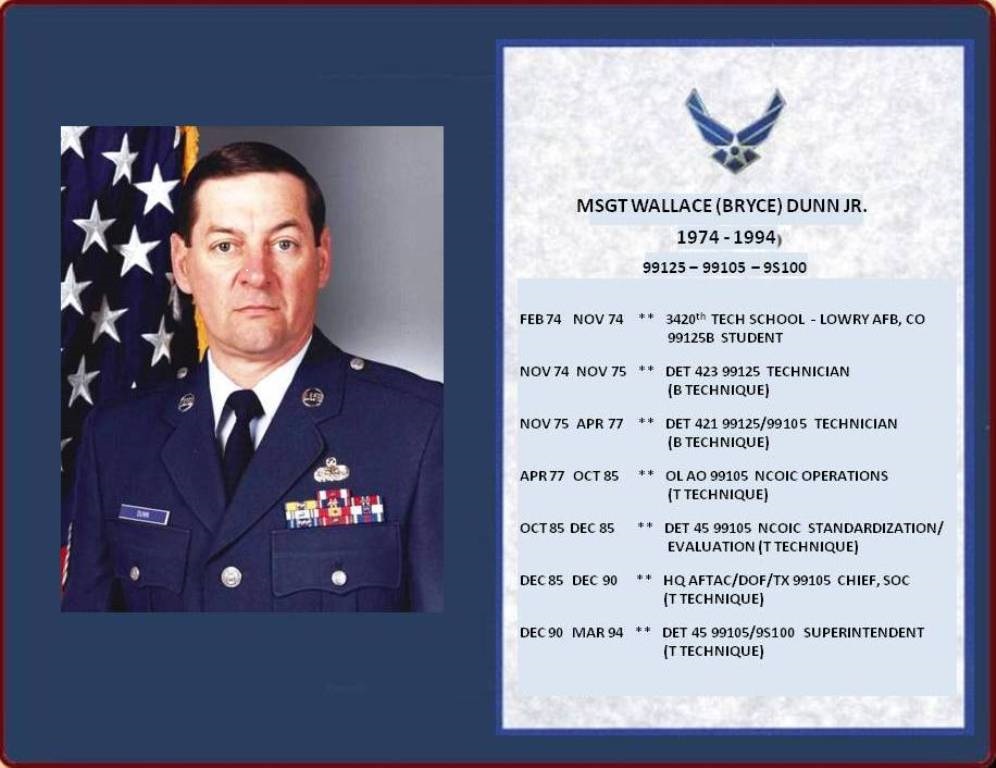 MSGT WALLACE (BRYCE) DUNN JR.
1974 - 1994)
99125 – 99105 – 9S100
FEB 74 NOV 74 ** 3420th TECH SCHOOL - LOWRY AFB, CO
99125B STUDENT
NOV 74 NOV 75 ** DET 423 99125 TECHNICIAN
(B TECHNIQUE)
NOV 75 APR 77 ** DET 421 99125/99105 TECHNICIAN
(B TECHNIQUE)
APR 77 OCT 85 ** OL AO 99105 NCOIC OPERATIONS
(T TECHNIQUE)
OCT 85 DEC 85 ** DET 45 99105 NCOIC STANDARDIZATION/
EVALUATION (T TECHNIQUE)
DEC 85 DEC 90 ** HQ AFTAC/DOF/TX 99105 CHIEF, SOC
(T TECHNIQUE)
DEC 90 MAR 94 ** DET 45 99105/9S100 SUPERINTENDENT
(T TECHNIQUE)
DUNN